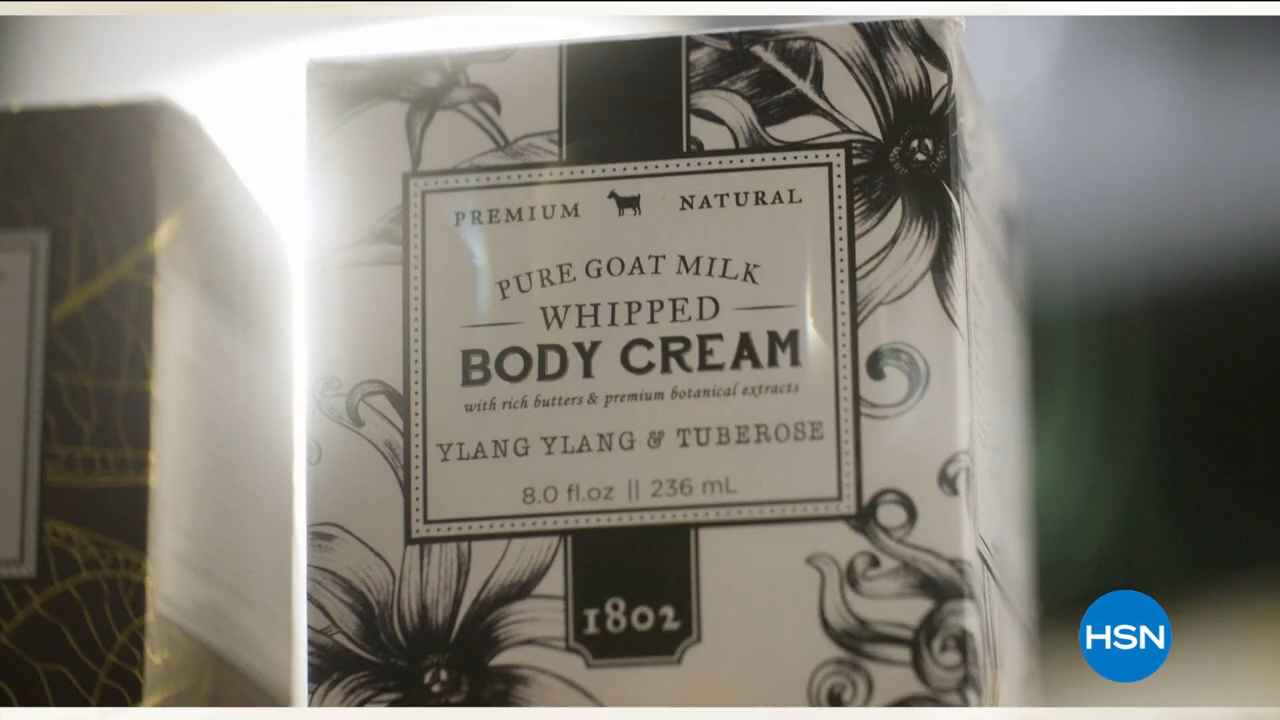 PREMIUM NATURAL
PURE GOAT MILK
WHIPPED
BODY CREAM
with rich butters & premium botanical extracts
YLANG YLANG & TUBEROSE
8.0 fl.oz || 236 mL
1802
HSN